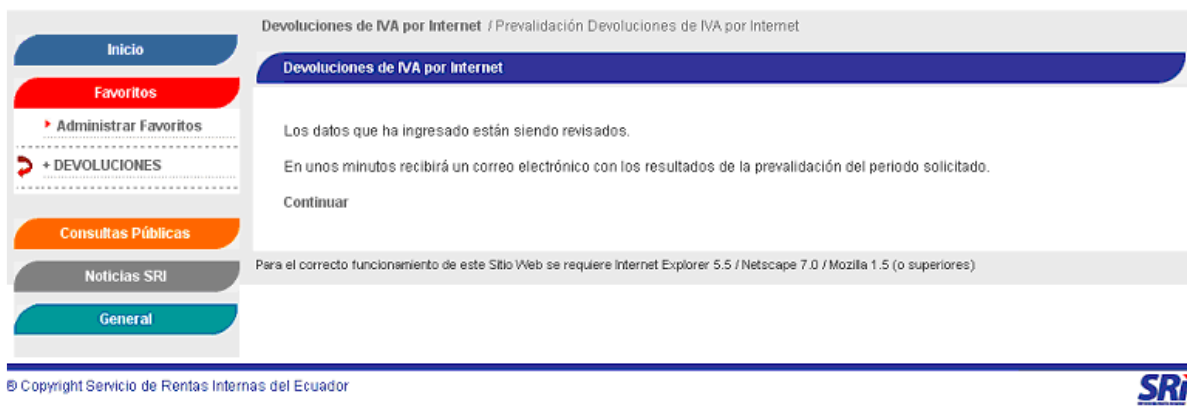 Devoluciones de IVA por Internet / Prevalidación Devoluciones de IVA por Internet
Inicio
Devoluciones de IVA por Internet
Favoritos
Administrar Favoritos
+ DEVOLUCIONES
Los datos que ha ingresado están siendo revisados.
En unos minutos recibirá un correo electrónico con los resultados de la prevalidación del periodo solicitado.
Continuar
Consultas Públicas
Noticias SRI
General
Para el correcto funcionamiento de este Sitio Web se requiere Internet Explorer 5.5 / Netscape 7.0 / Mozilla 1.5 (o superiores)
© Copyright Servicio de Rentas Internas del Ecuador
SRi